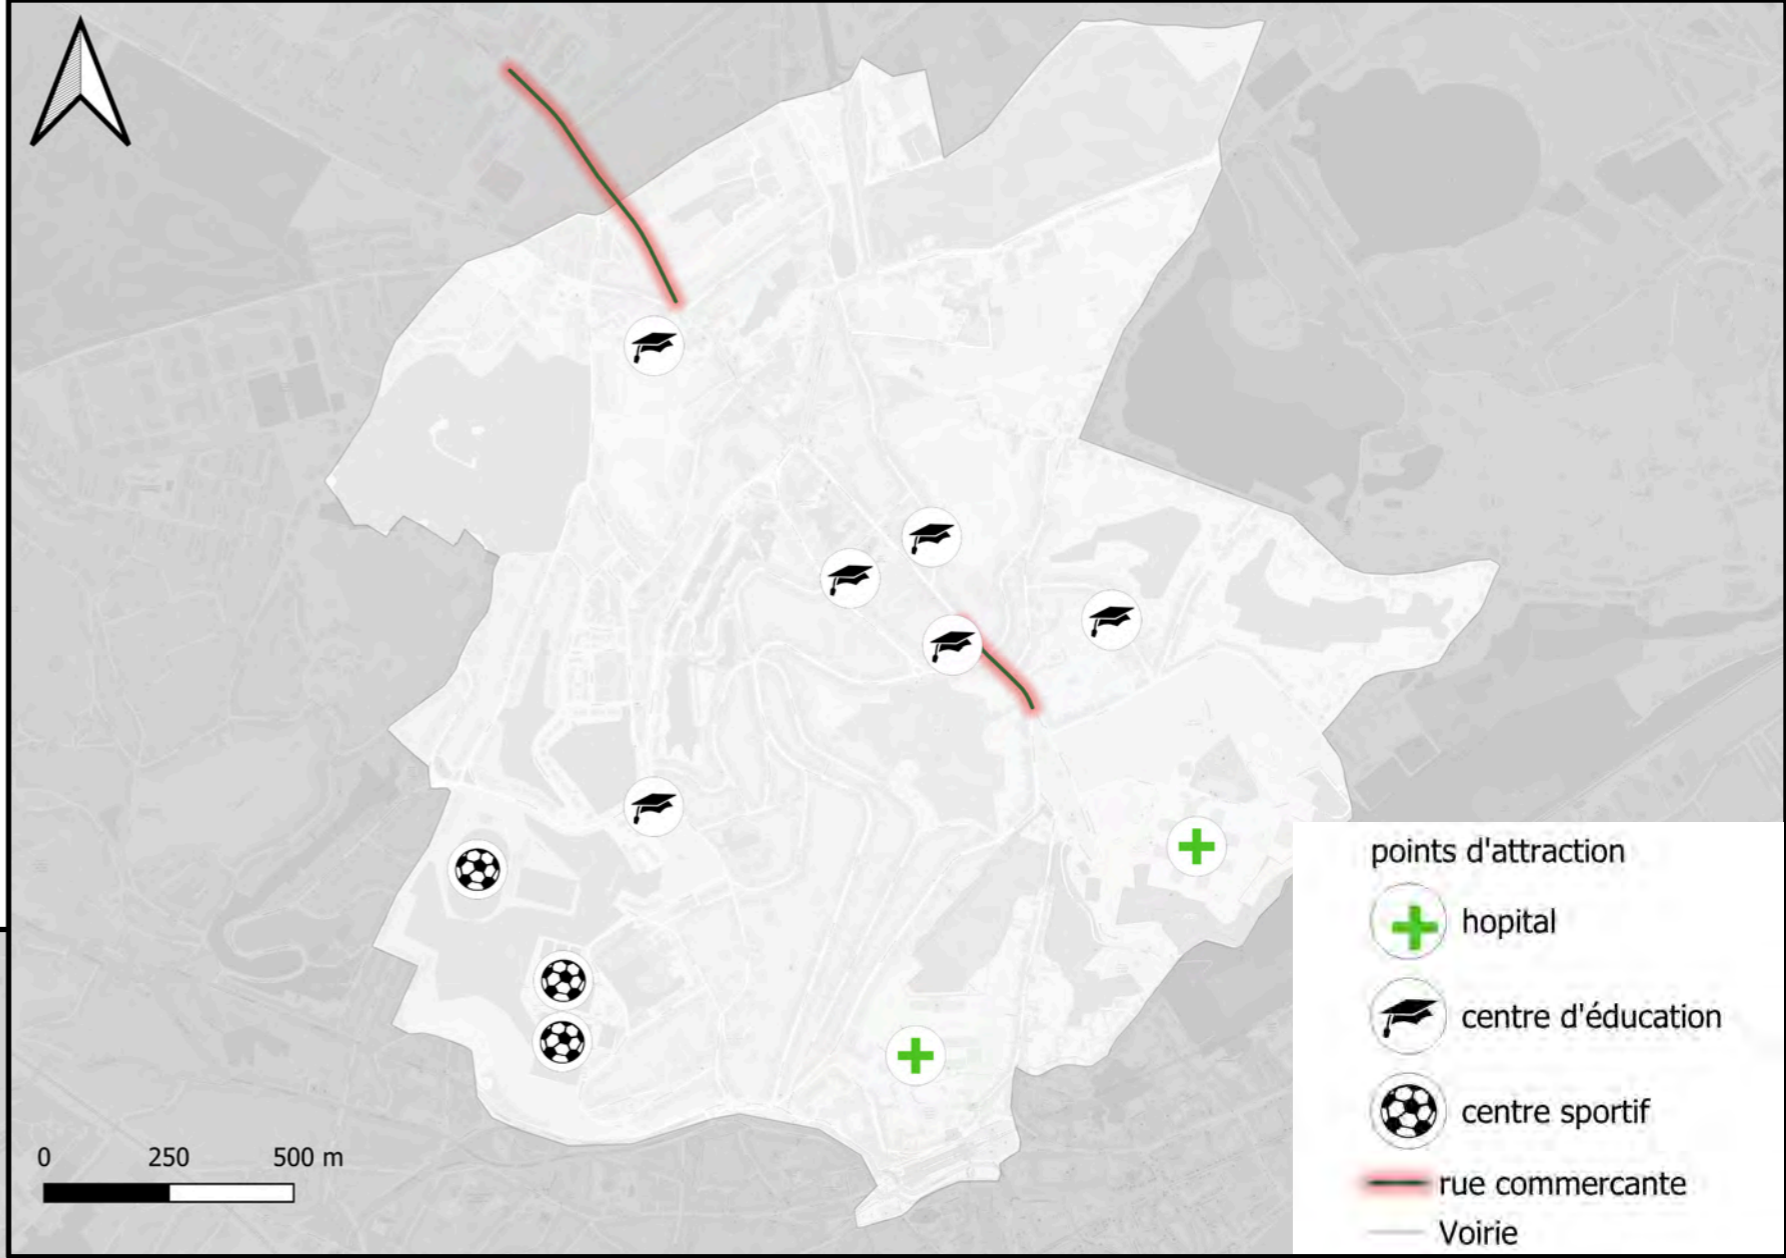 points d'attraction
hopital
centre d'éducation
centre sportif
rue commercante
Voirie
0 250 500 m